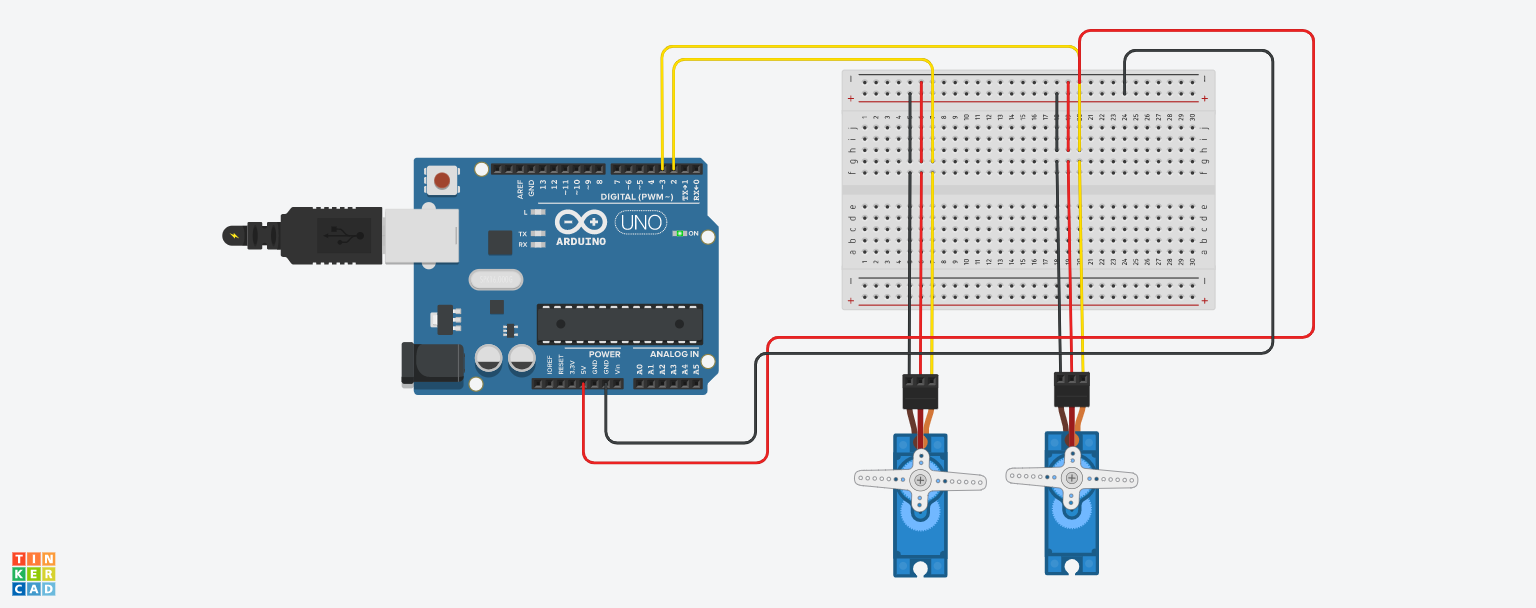 − −
+ +
1 2 3 4 5 6 7 8 9 10 11 12 13 14 15 16 17 18 19 20 21 22 23 24 25 26 27 28 29 30
j j
i i
h h
g g
f f
AREF GND 13 12 ~11 ~10 ~9 8 7 ~6 ~5 4 ~3 2 TX→1 RX←0
DIGITAL (PWM~)
L
TX
RX
UNO
ARDUINO
ON
e e
d d
c c
b b
a a
1 2 3 4 5 6 7 8 9 10 11 12 13 14 15 16 17 18 19 20 21 22 23 24 25 26 27 28 29 30
− −
+ +
POWER ANALOG IN
IOREF RESET 3.3V 5V GND GND Vin A0 A1 A2 A3 A4 A5
TIN
KER
CAD